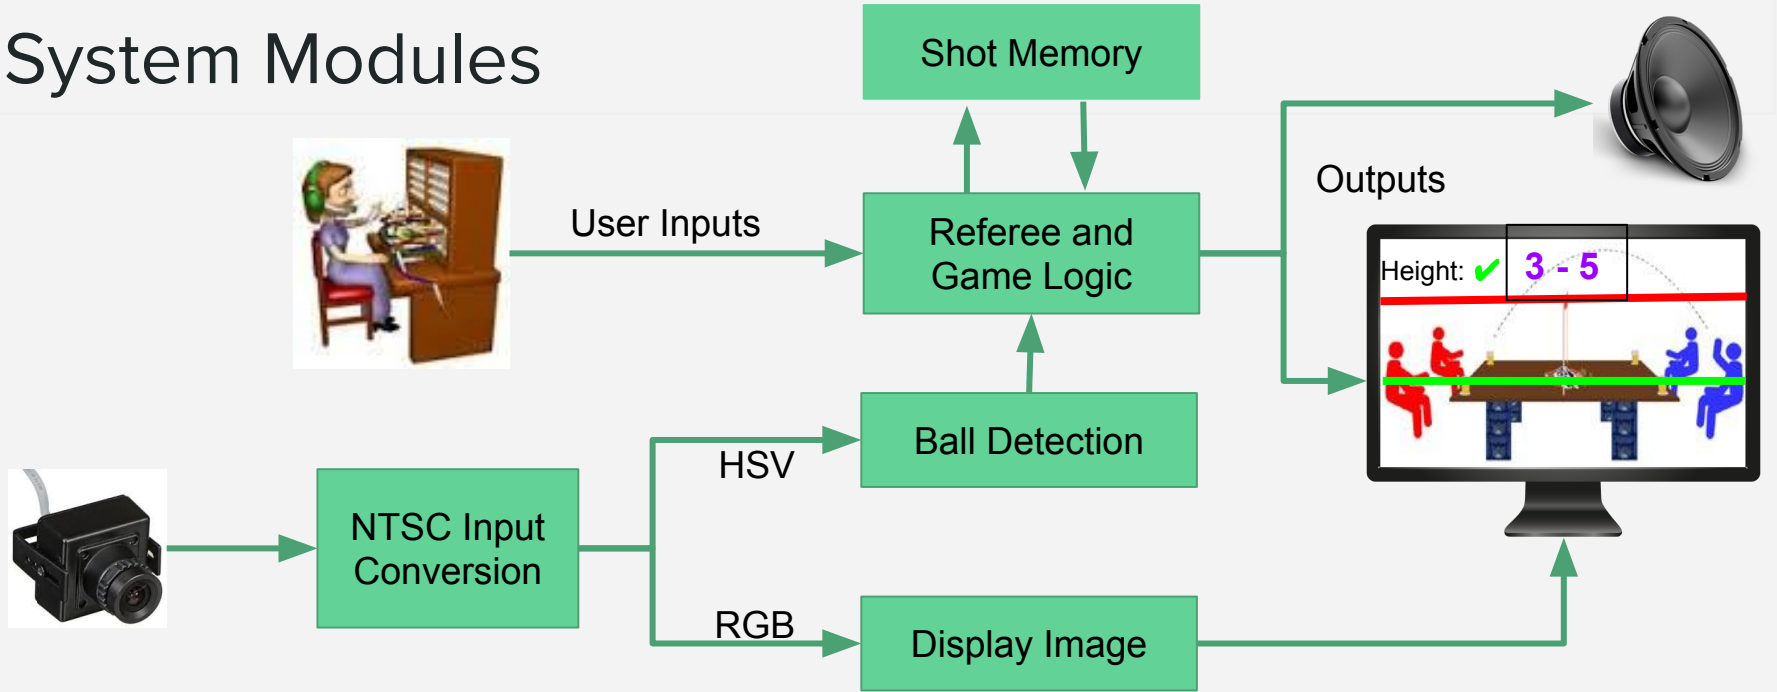 System Modules
Shot Memory
Outputs
User Inputs
Referee and
Game Logic
Height: ✔ 3 - 5
HSV
Ball Detection
NTSC Input
Conversion
RGB
Display Image